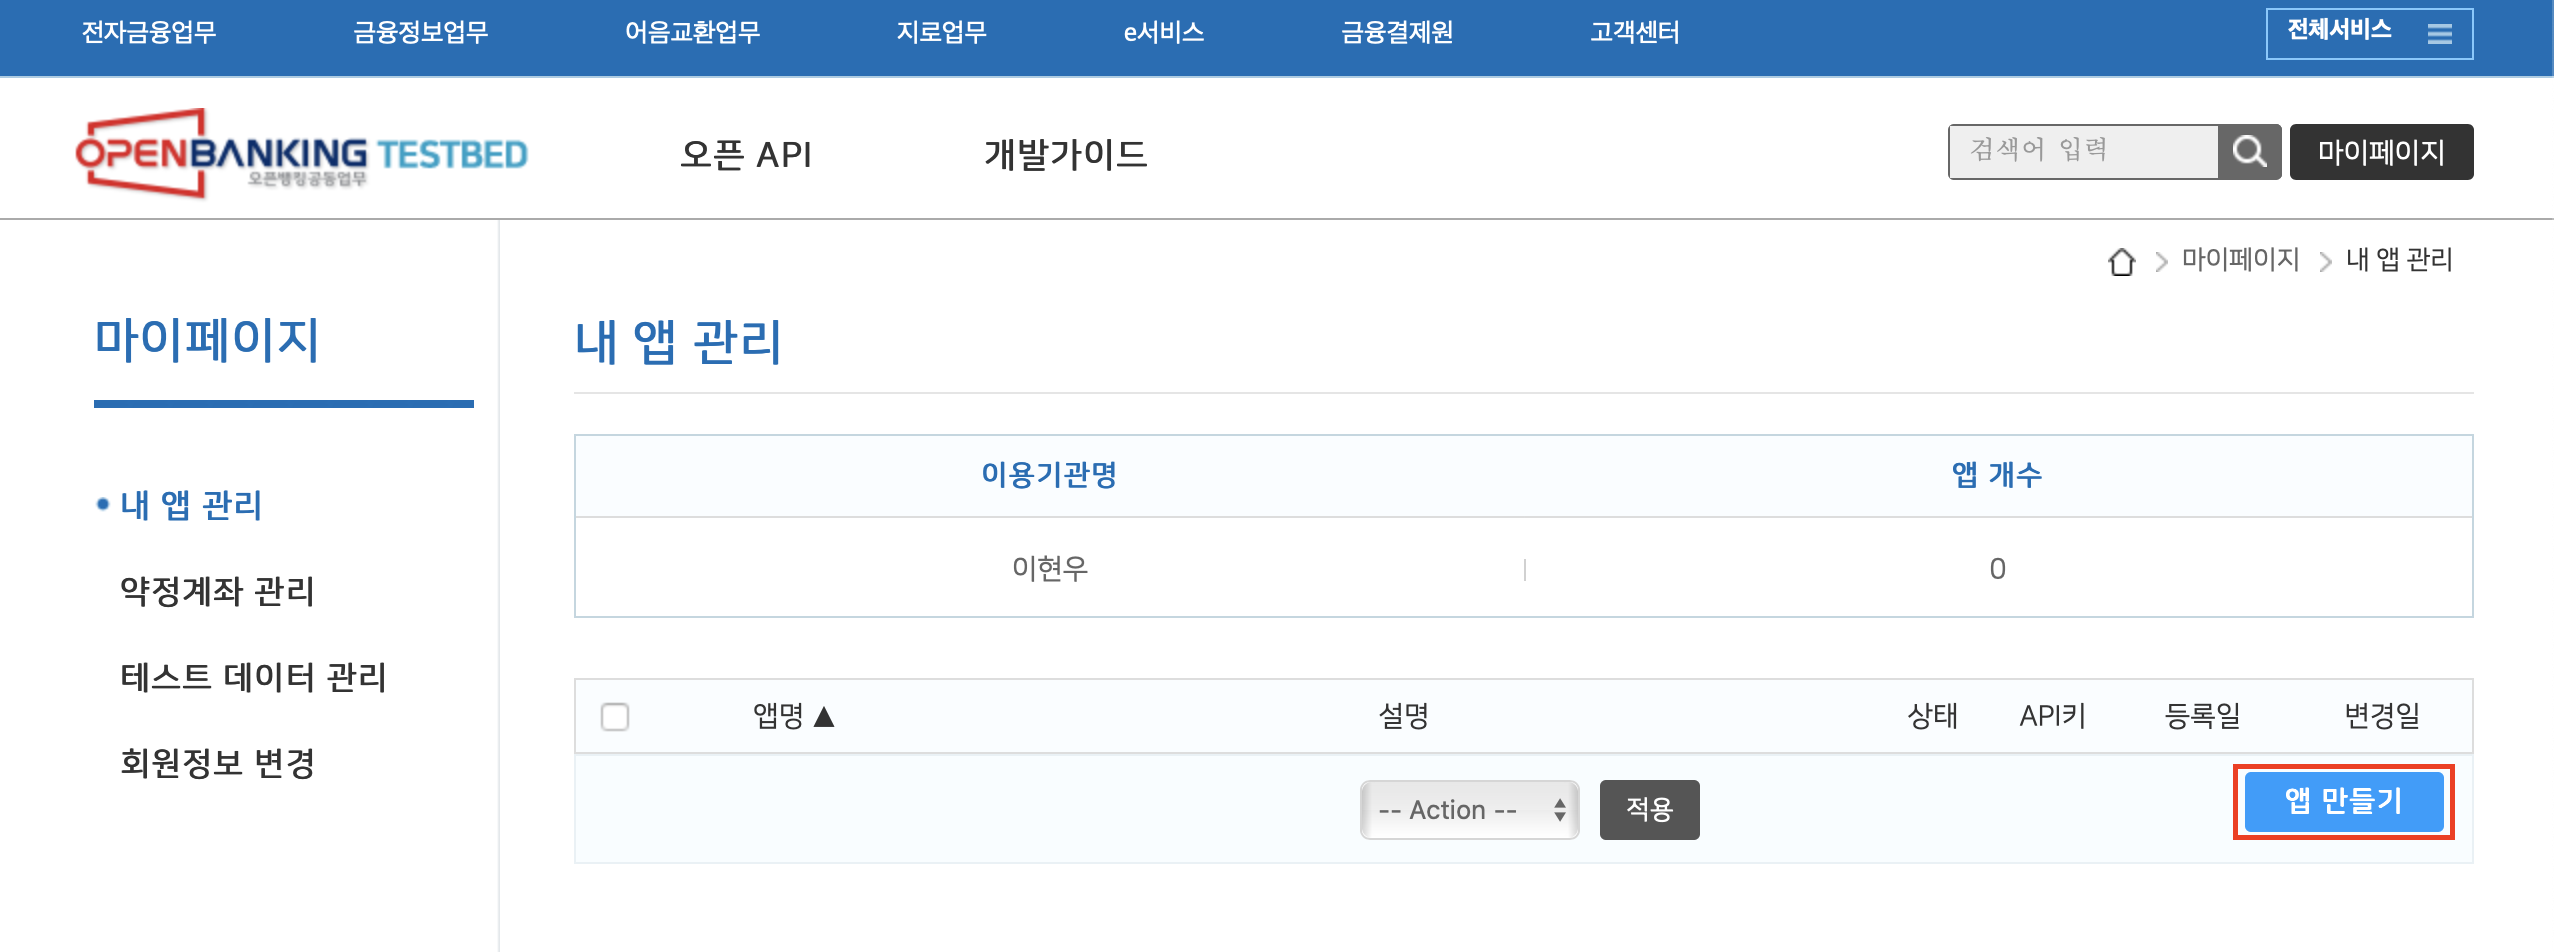 전자금융업무 금융정보업무 어음교환업무 지로업무 e서비스 금융결제원 고객센터 전체서비스
OPENBANKING TESTBED
오픈뱅킹공동업무
오픈 API 개발가이드 검색어 입력 마이페이지
마이페이지 내 앱 관리
마이페이지
내 앱 관리
약정계좌 관리
테스트 데이터 관리
회원정보 변경
내 앱 관리
이용기관명 앱 개수
이현우 0
앱명 ▲ 설명 상태 API키 등록일 변경일
-- Action -- 적용 앱 만들기